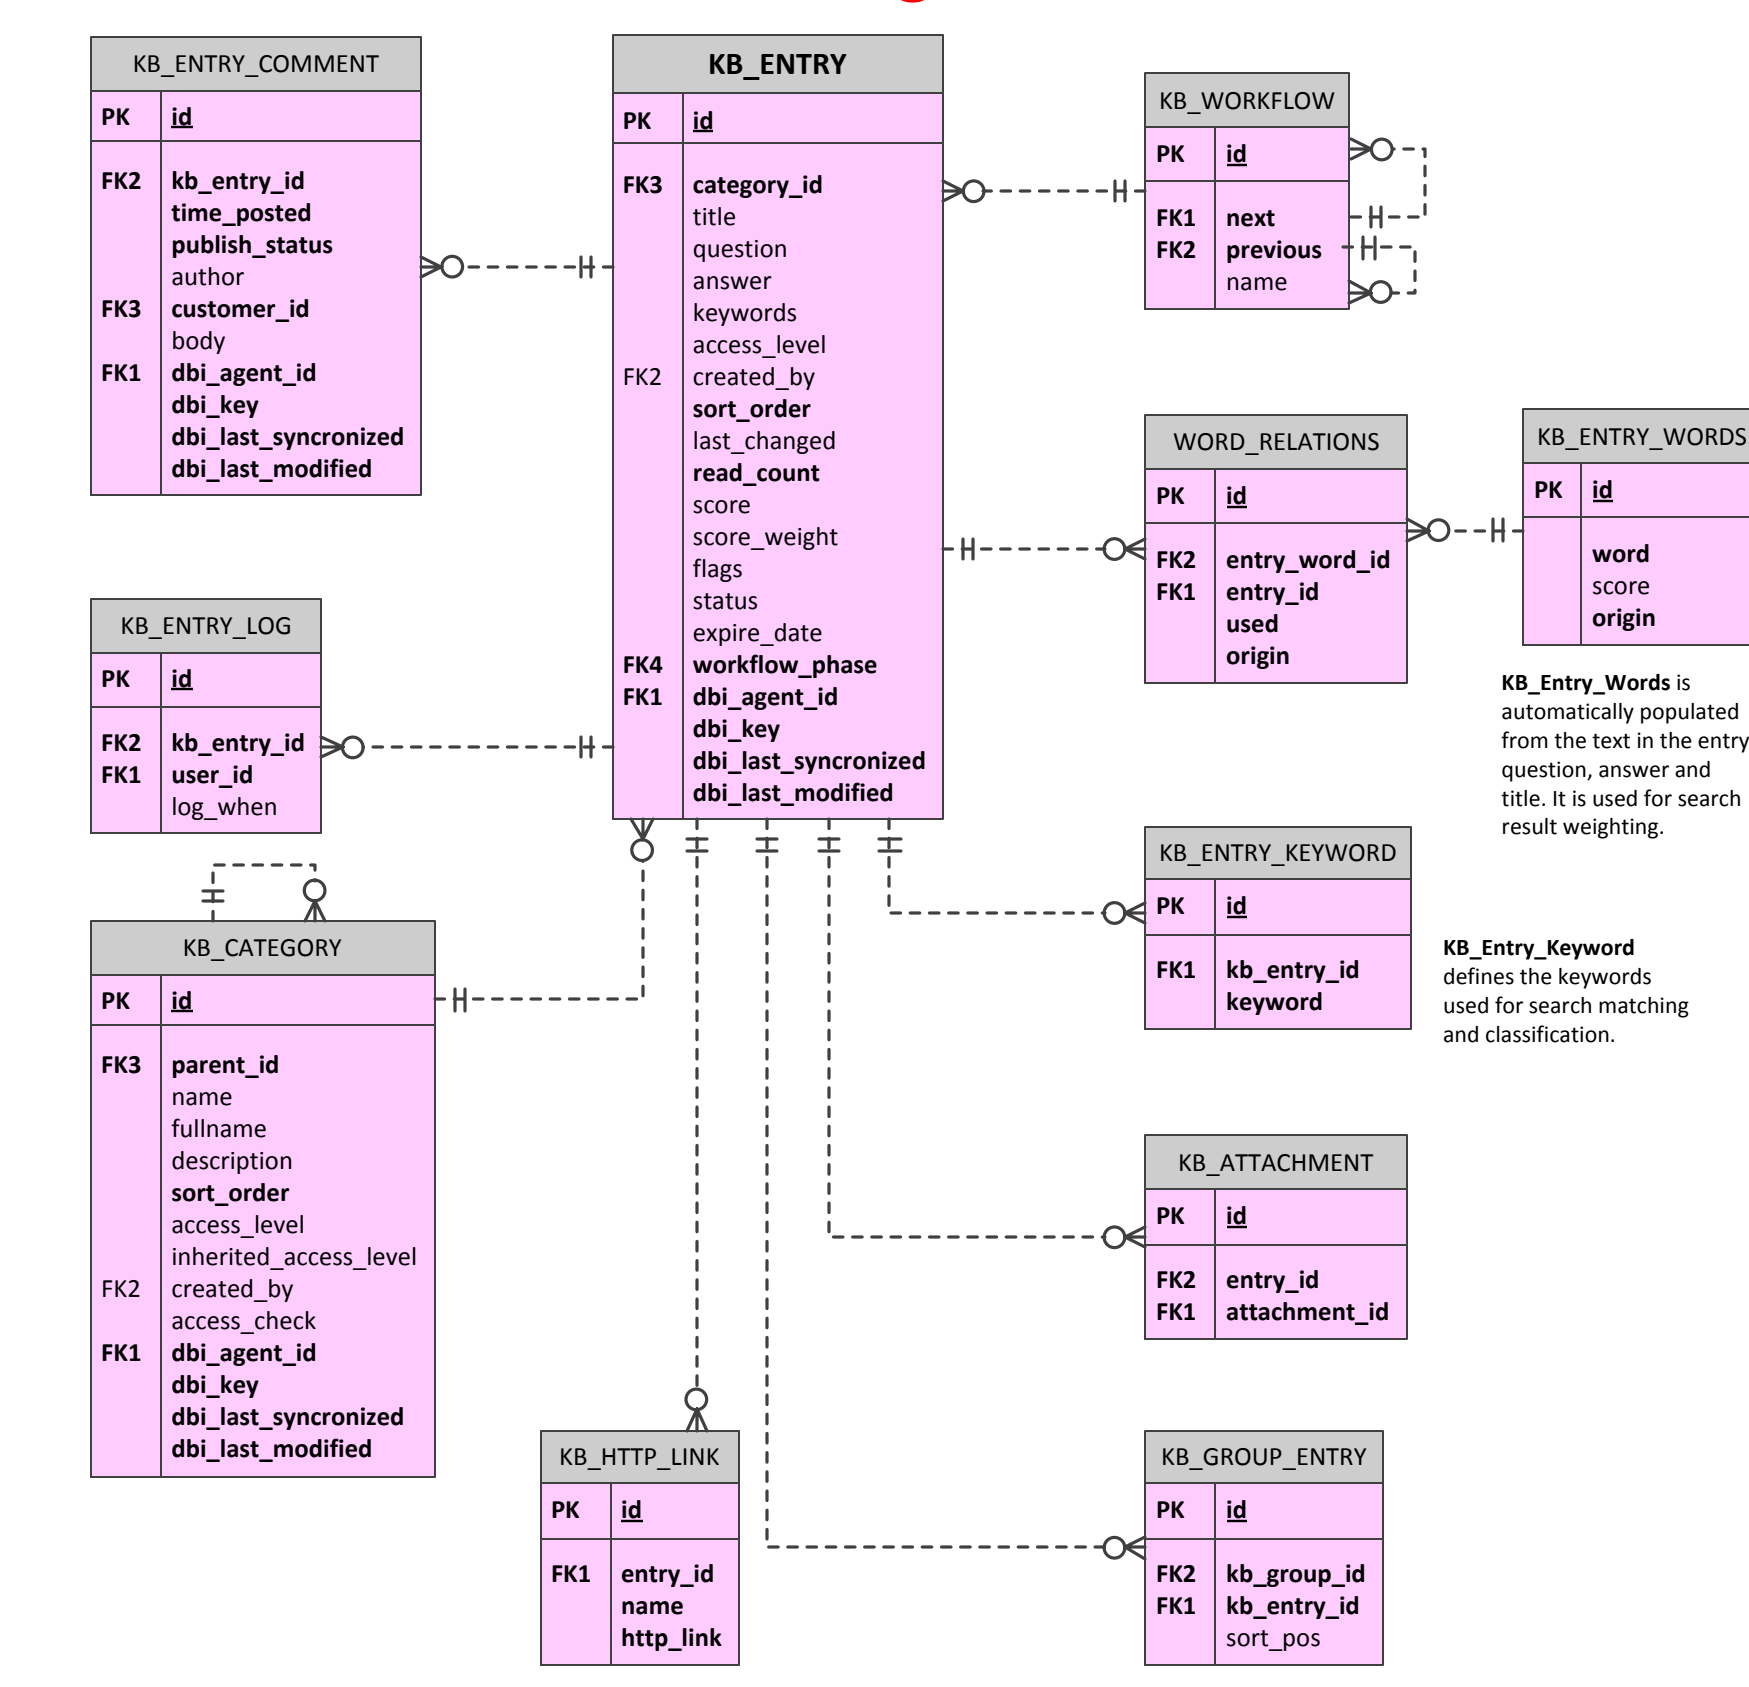 KB_ENTRY_COMMENT
PK id
FK2 kb_entry_id
time_posted
publish_status
author
FK3 customer_id
body
FK1 dbi_agent_id
dbi_key
dbi_last_syncronized
dbi_last_modified
KB_ENTRY
PK id
FK3 category_id
title
question
answer
keywords
access_level
FK2 created_by
sort_order
last_changed
read_count
score
score_weight
flags
status
expire_date
FK4 workflow_phase
FK1 dbi_agent_id
dbi_key
dbi_last_syncronized
dbi_last_modified
KB_WORKFLOW
PK id
FK1 next
FK2 previous
name
WORD_RELATIONS
PK id
FK2 entry_word_id
FK1 entry_id
used
origin
KB_ENTRY_WORDS
PK id
word
score
origin
KB_Entry_Words is
automatically populated
from the text in the entry
question, answer and
title. It is used for search
result weighting.
KB_ENTRY_LOG
PK id
FK2 kb_entry_id
FK1 user_id
log_when
KB_CATEGORY
PK id
FK3 parent_id
name
fullname
description
sort_order
access_level
inherited_access_level
FK2 created_by
access_check
FK1 dbi_agent_id
dbi_key
dbi_last_syncronized
dbi_last_modified
KB_ENTRY_KEYWORD
PK id
FK1 kb_entry_id
keyword
KB_Entry_Keyword
defines the keywords
used for search matching
and classification.
KB_ATTACHMENT
PK id
FK2 entry_id
FK1 attachment_id
KB_HTTP_LINK
PK id
FK1 entry_id
name
http_link
KB_GROUP_ENTRY
PK id
FK2 kb_group_id
FK1 kb_entry_id
sort_pos